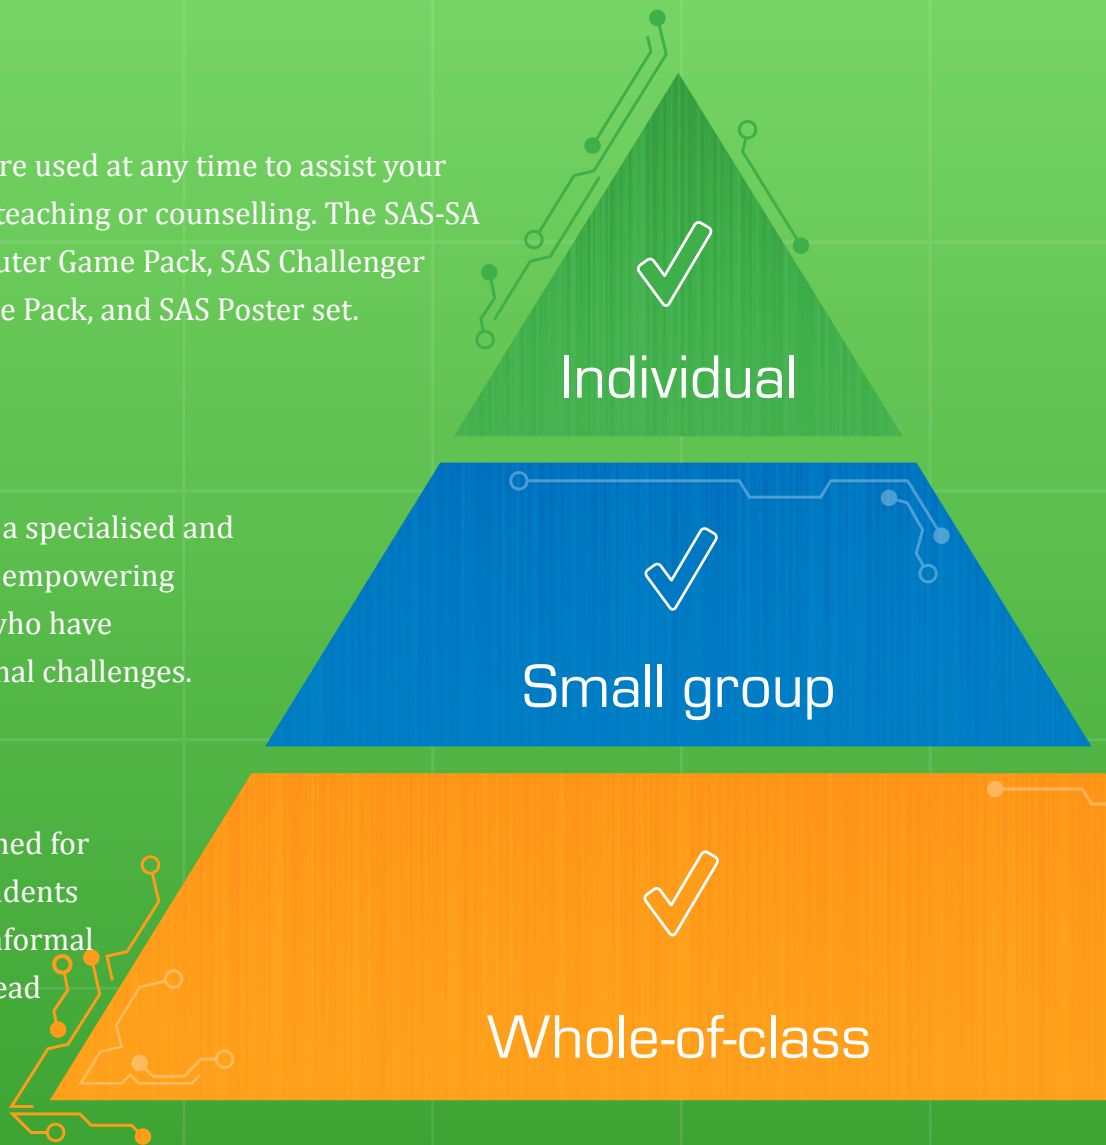 re used at any time to assist your
teaching or counselling. The SAS-SA
uter Game Pack, SAS Challenger
e Pack, and SAS Poster set.
Individual
a specialised and
empowering
who have
nal challenges.
Small group
ned for
idents
nformal
ead
Whole-of-class